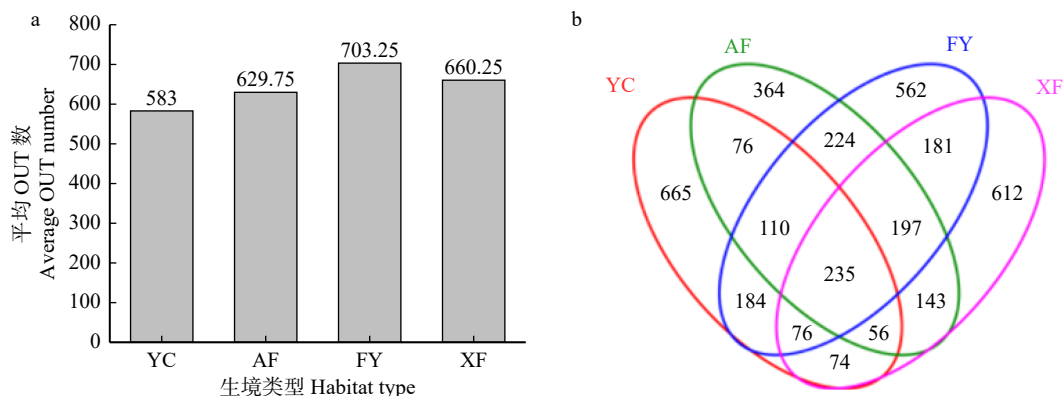 a
平均 OUT 数
Average OUT number
800
700
600
500
400
300
200
100
0
583
629.75
703.25
660.25
YC
AF
FY
XF
生境类型 Habitat type
b
YC
AF
FY
XF
364
562
76
224
181
665
612
110
197
235
184
143
76
56
74